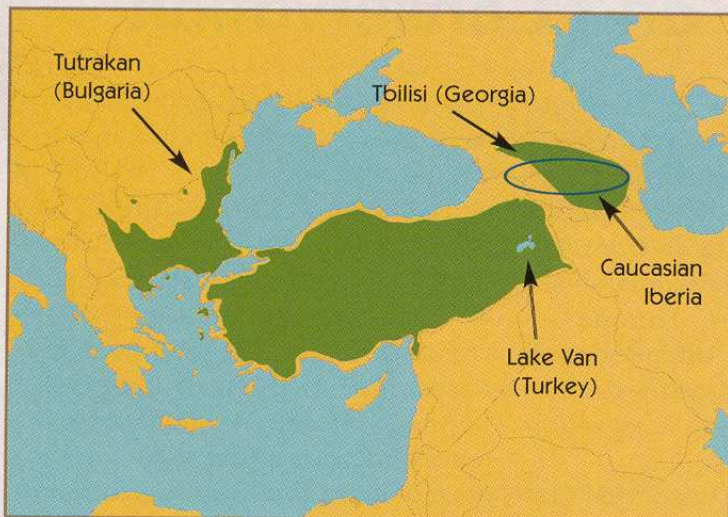 Tutrakan
(Bulgaria)
Tbilisi (Georgia)
Caucasian
Iberia
Lake Van
(Turkey)